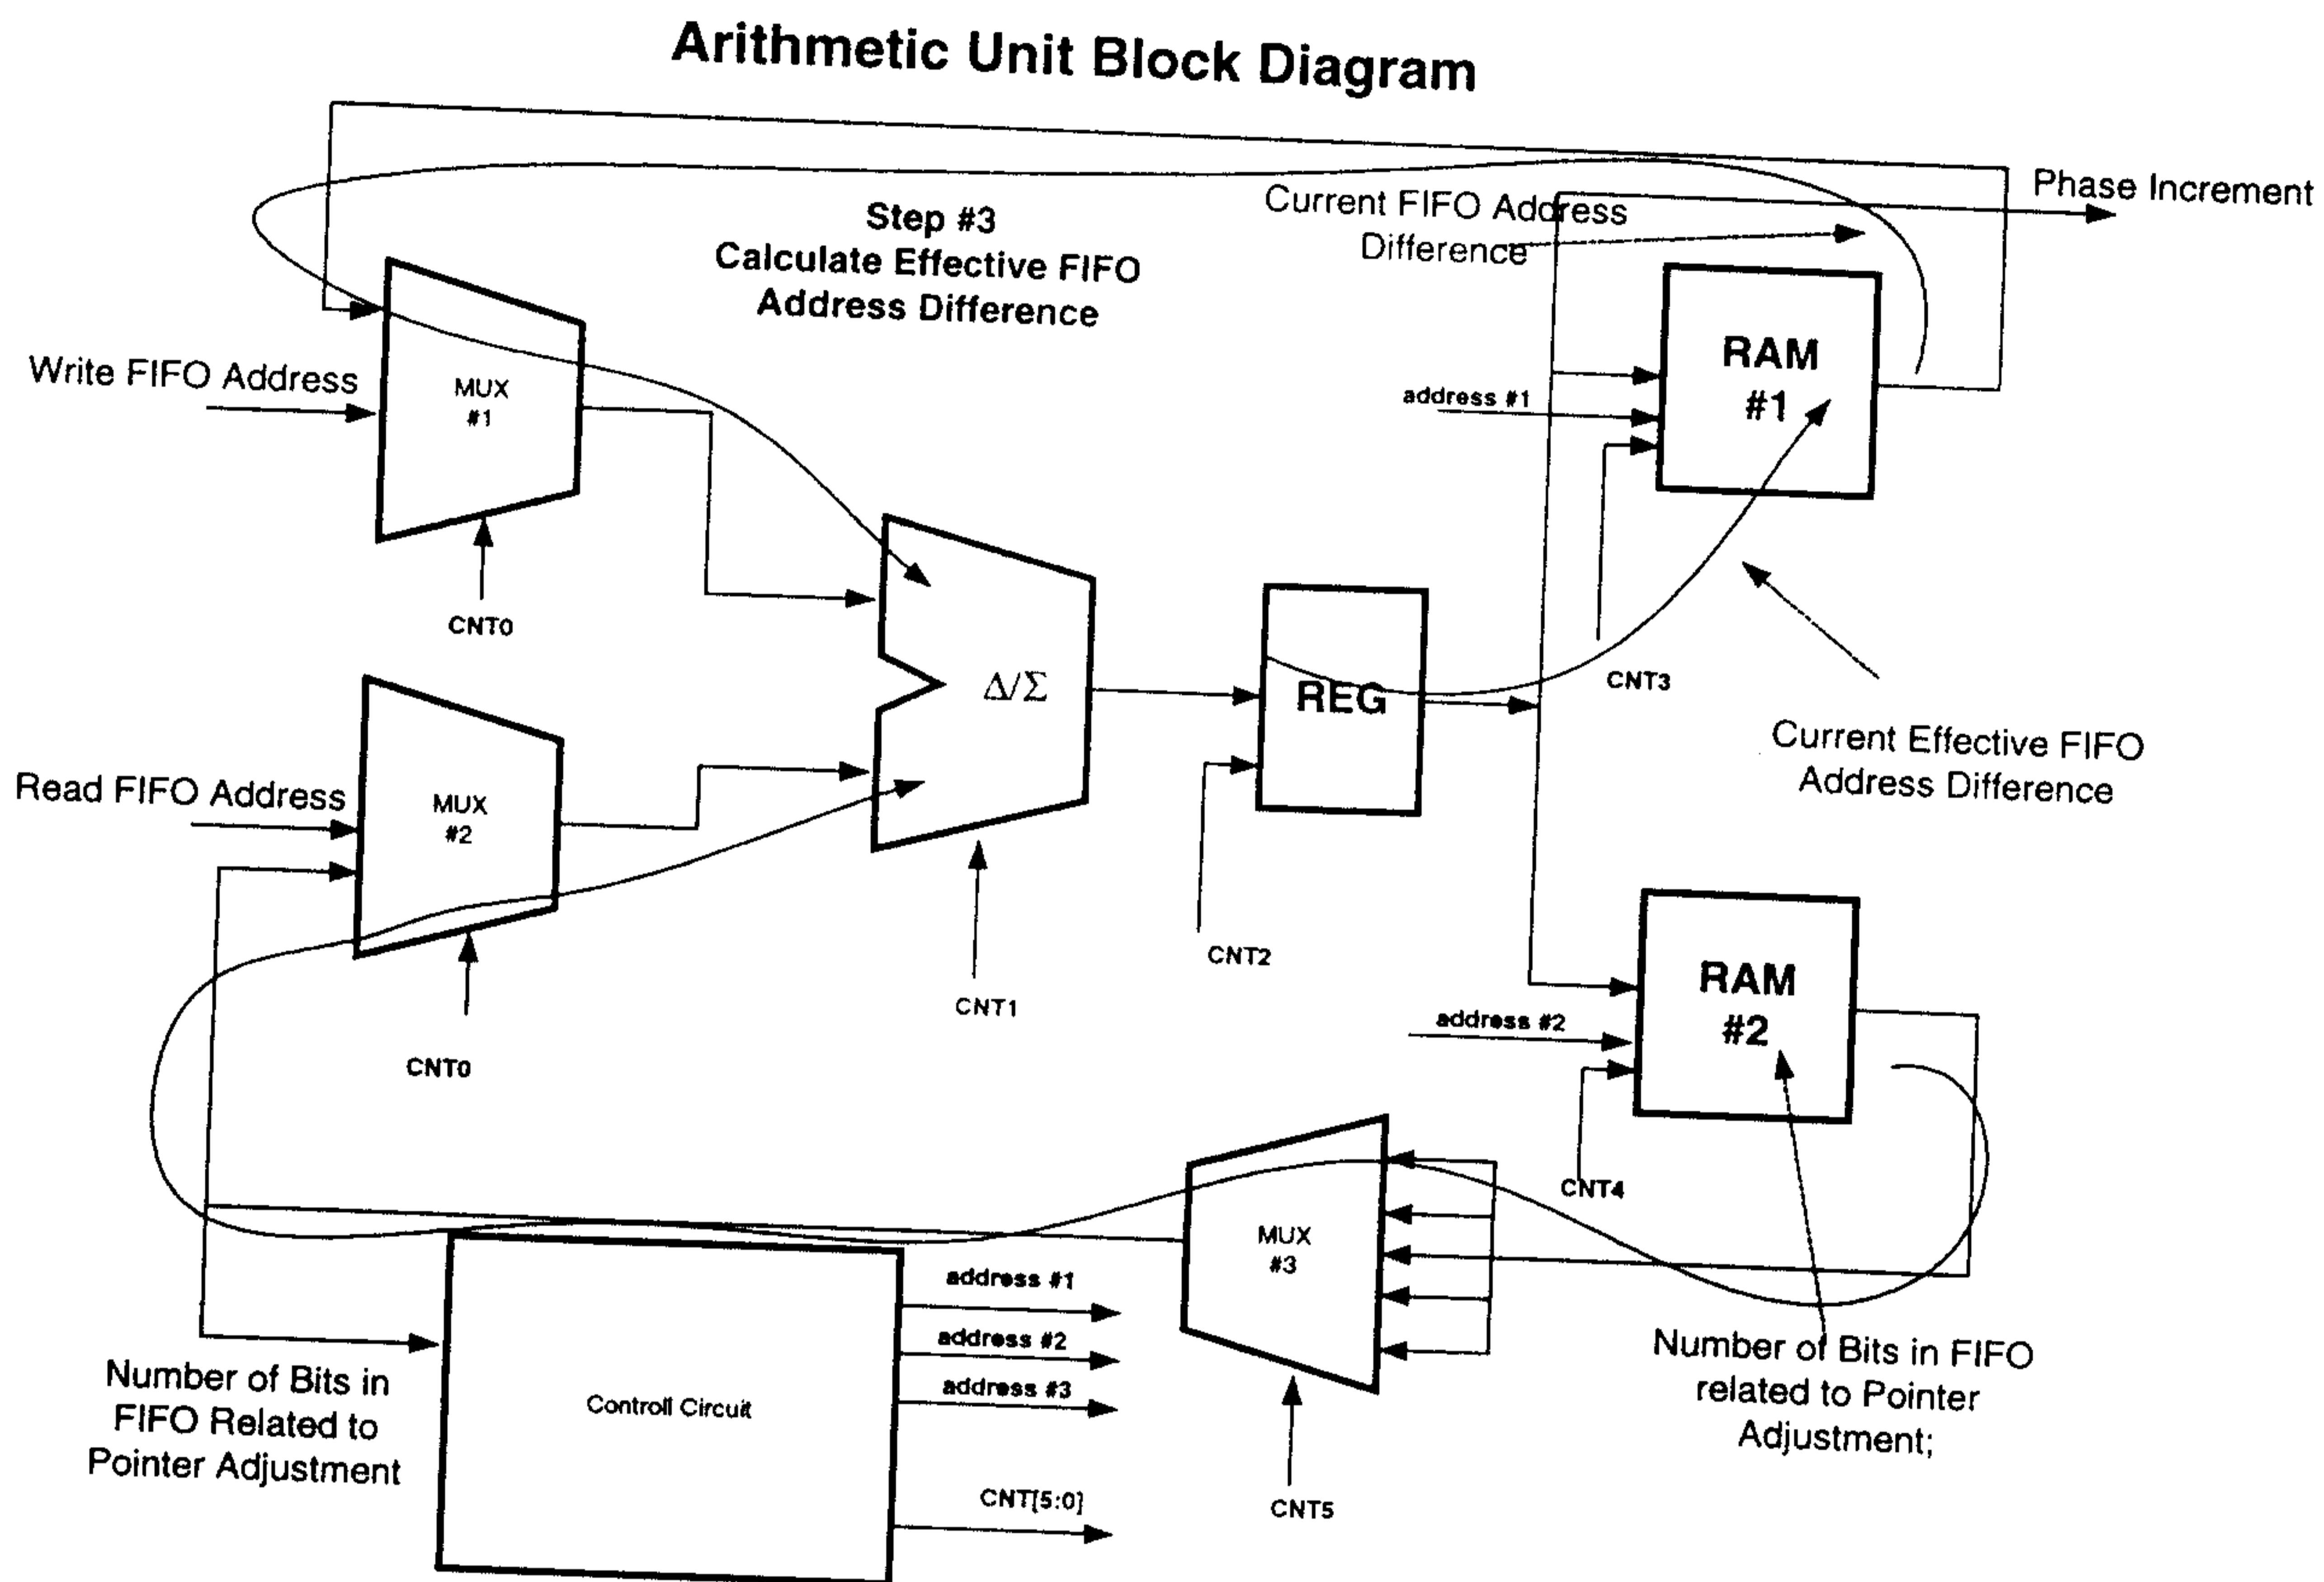 Arithmetic Unit Block Diagram
Phase Increment
Current FIFO Address
Difference
Step #3
Calculate Effective FIFO
Address Difference
Write FIFO Address
MUX
#1
RAM
#1
address #1
CNT0
CNT3
Δ/Σ
REG
Current Effective FIFO
Address Difference
Read FIFO Address
MUX
#2
CNT2
CNT1
CNT0
RAM
#2
address #2
CNT4
MUX
#3
address #1
address #2
address #3
Controll Circuit
CNT[5:0]
CNT5
Number of Bits in
FIFO Related to
Pointer Adjustment
Number of Bits in FIFO
related to Pointer
Adjustment;